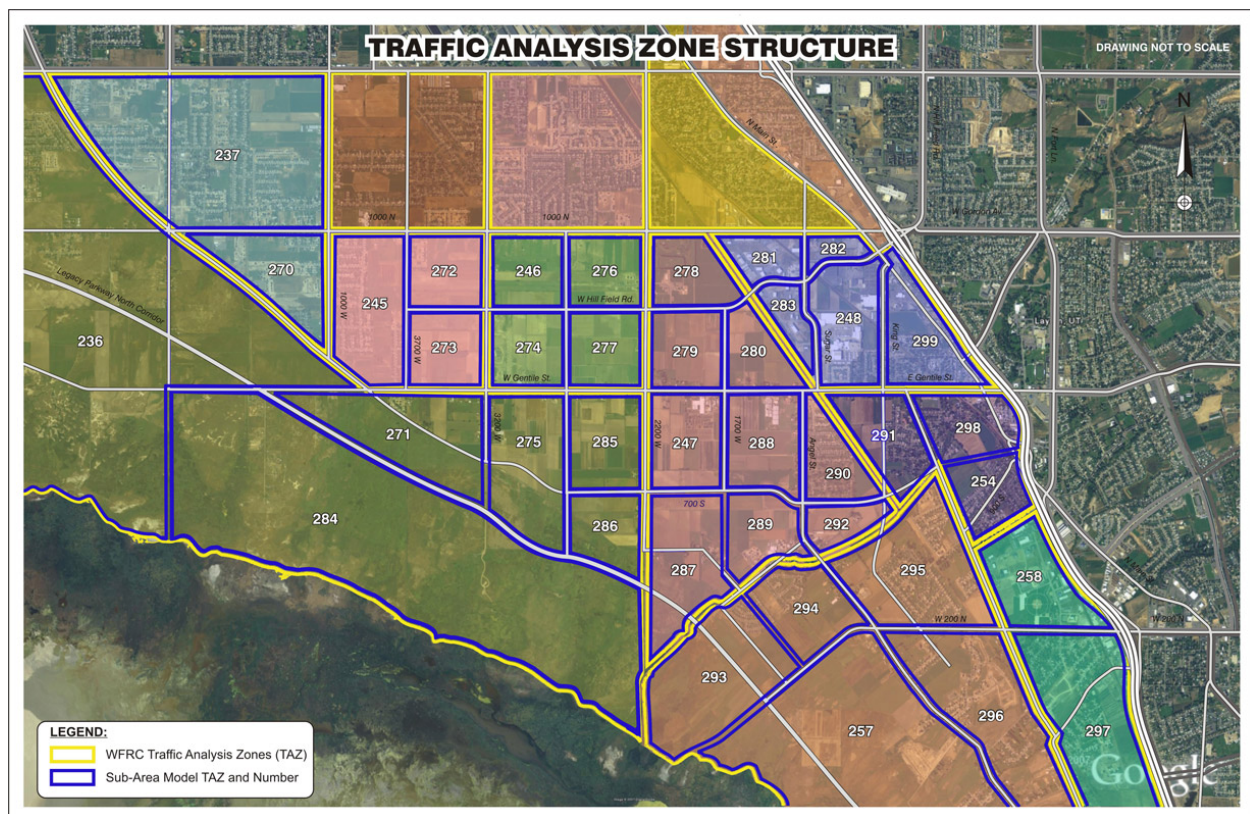 TRAFFIC ANALYSIS ZONE STRUCTURE
DRAWING NOT TO SCALE
N
N Main St.
237
1000 N
1000 N
W Gordon Av.
270
245
272
246
276
278
281
282
Legacy Parkway North Corridor
1000 W
W Hill Field Rd.
283
248
299
236
3700 W
273
274
277
279
280
King St.
W Gentile St.
E Gentile St.
271
275
285
2200 W
247
1700 W
288
Angel St.
290
291
298
254
284
286
700 S
289
292
287
294
295
258
W 200 N
W 200 N
293
257
296
297
LEGEND:
WFRC Traffic Analysis Zones (TAZ)
Sub-Area Model TAZ and Number
Google